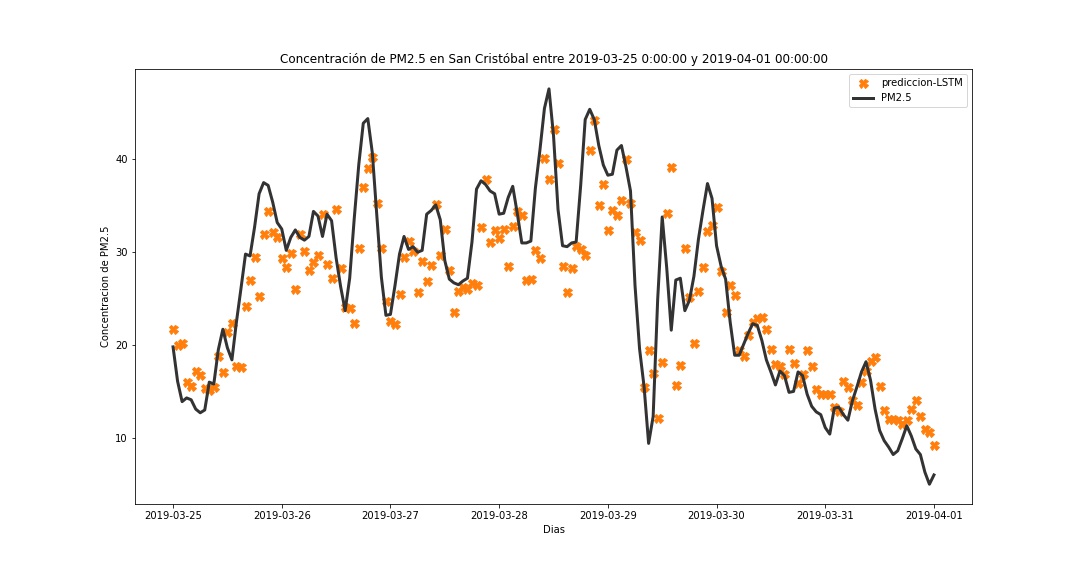 Concentración de PM2.5 en San Cristóbal entre 2019-03-25 0:00:00 y 2019-04-01 00:00:00
prediccion-LSTM
PM2.5
Concentracion de PM2.5
40
30
20
10
2019-03-25 2019-03-26 2019-03-27 2019-03-28 2019-03-29 2019-03-30 2019-03-31 2019-04-01
Dias